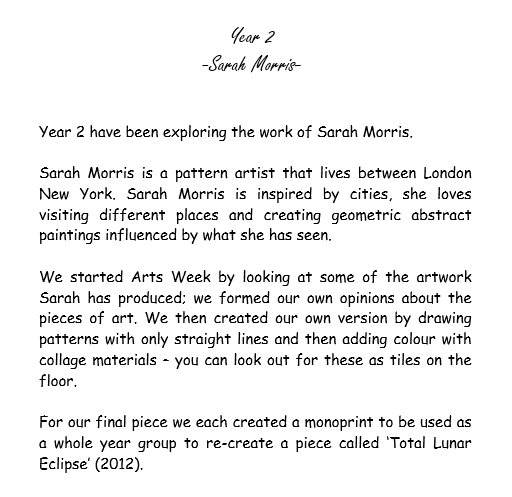 Year 2
-Sarah Morris-
Year 2 have been exploring the work of Sarah Morris.
Sarah Morris is a pattern artist that lives between London
New York. Sarah Morris is inspired by cities, she loves
visiting different places and creating geometric abstract
paintings influenced by what she has seen.
We started Arts Week by looking at some of the artwork
Sarah has produced; we formed our own opinions about the
pieces of art. We then created our own version by drawing
patterns with only straight lines and then adding colour with
collage materials – you can look out for these as tiles on the
floor.
For our final piece we each created a monoprint to be used as
a whole year group to re-create a piece called ‘Total Lunar
Eclipse’ (2012).